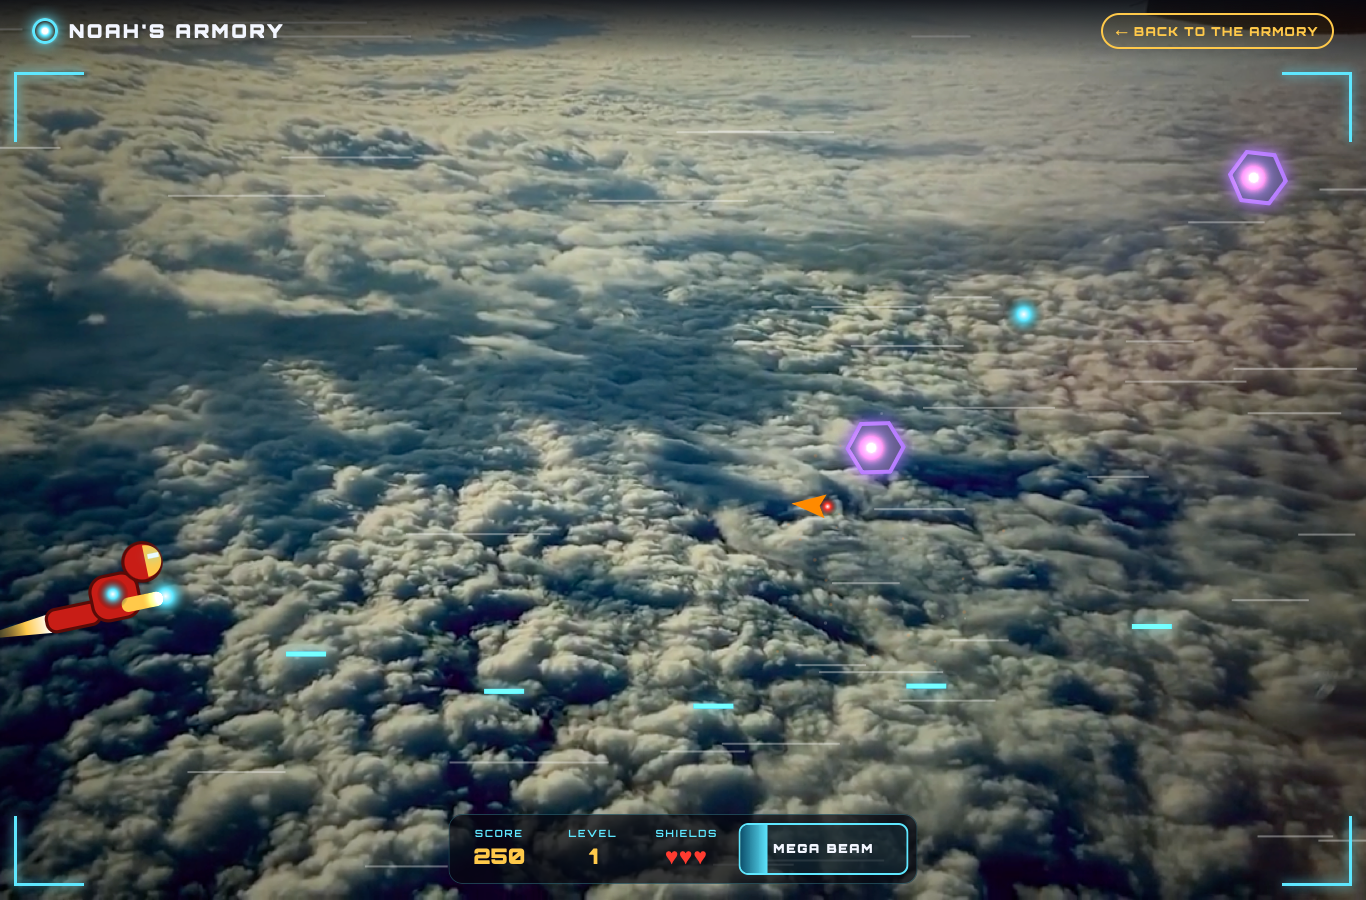 NOAH'S ARMORY
← BACK TO THE ARMORY
SCORE
250
LEVEL
1
SHIELDS
♥♥♥
MEGA BEAM